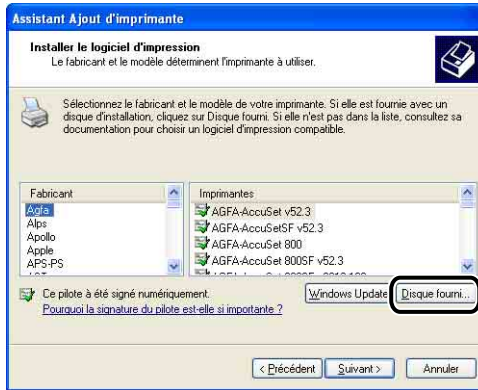 Assistant Ajout d'imprimante
Installer le logiciel d'impression
Le fabricant et le modèle déterminent l'imprimante à utiliser.
Sélectionnez le fabricant et le modèle de votre imprimante. Si elle est fournie avec un
disque d'installation, cliquez sur Disque fourni. Si elle n'est pas dans la liste, consultez sa
documentation pour choisir un logiciel d'impression compatible.
Fabricant
Agfa
Alps
Apollo
Apple
APS-PS
Imprimantes
AGFA-AccuSet v52.3
AGFA-AccuSetSF v52.3
AGFA-AccuSet 800
AGFA-AccuSet 800SF v52.3
Ce pilote à été signé numériquement.
Pourquoi la signature du pilote est-elle si importante ?
Windows Update
Disque fourni...
< Précédent
Suivant >
Annuler